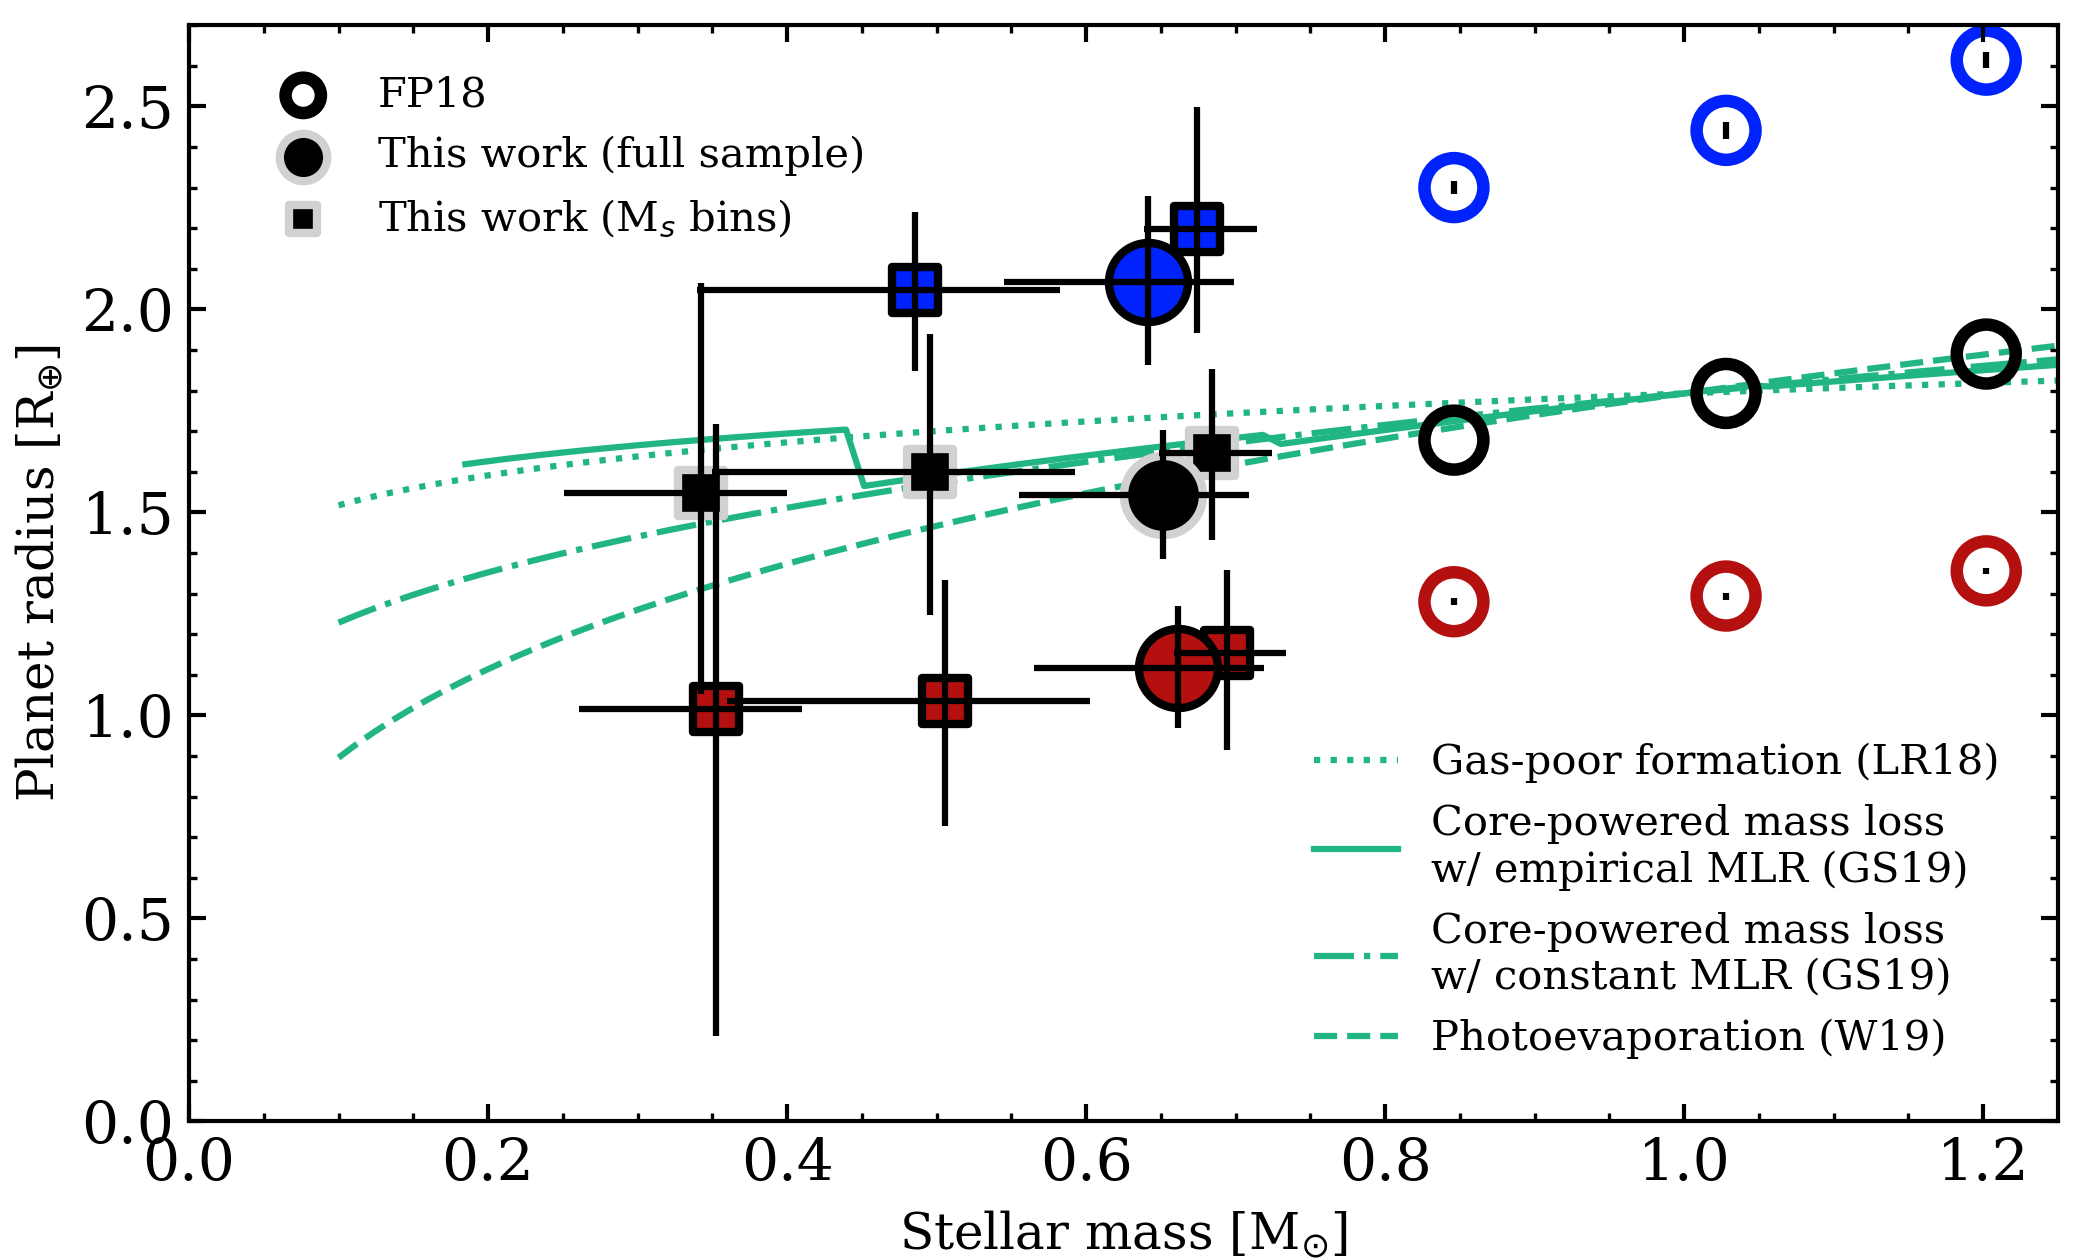 FP18
This work (full sample)
This work (Mₛ bins)
2.5
2.0
1.5
1.0
0.5
0.0
Planet radius [R⊕]
Gas-poor formation (LR18)
Core-powered mass loss
w/ empirical MLR (GS19)
Core-powered mass loss
w/ constant MLR (GS19)
Photoevaporation (W19)
0.0 0.2 0.4 0.6 0.8 1.0 1.2
Stellar mass [M⊙]